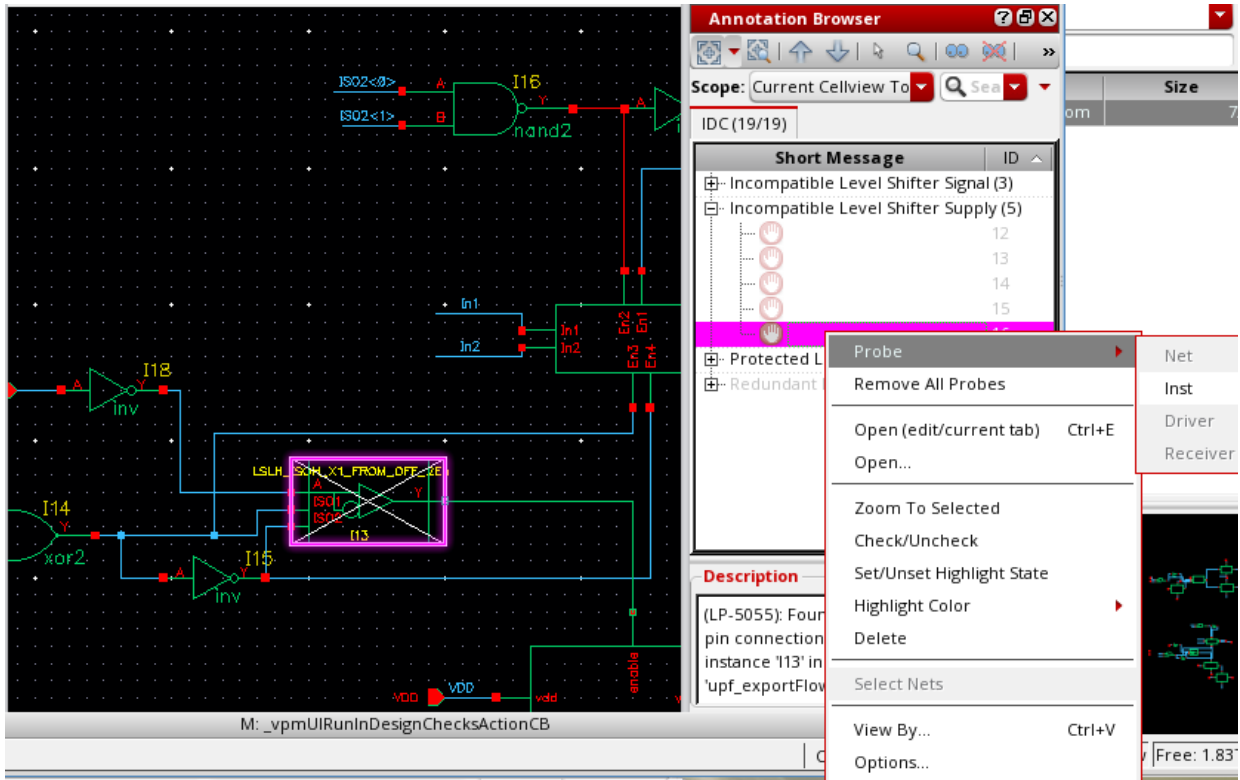 Annotation Browser
Scope: Current Cellview To
Sea
IDC (19/19)
Short Message ID
Incompatible Level Shifter Signal (3)
Incompatible Level Shifter Supply (5)
12
13
14
15
16
Protected L
Redundant
Probe
Remove All Probes
Open (edit/current tab) Ctrl+E
Open...
Zoom To Selected
Check/Uncheck
Set/Unset Highlight State
Highlight Color
Delete
Select Nets
View By... Ctrl+V
Options...
Net
Inst
Driver
Receiver
Size
om 7
Description
(LP-5055): Four
pin connection
instance 'I13' in
'upf_exportFlow
ISO2<0> A I16
Y A
ISO2<1> B
nand2
In1
In1
In2
In2
En2 En1
En3 En4
I18
A Y
inv
A Y
ISO1
ISO2
I13
I14
Y
xor2
I15
A Y
inv
enable
VDD VDD vdd
M: _vpmUIRunInDesignChecksActionCB
Free: 1.83